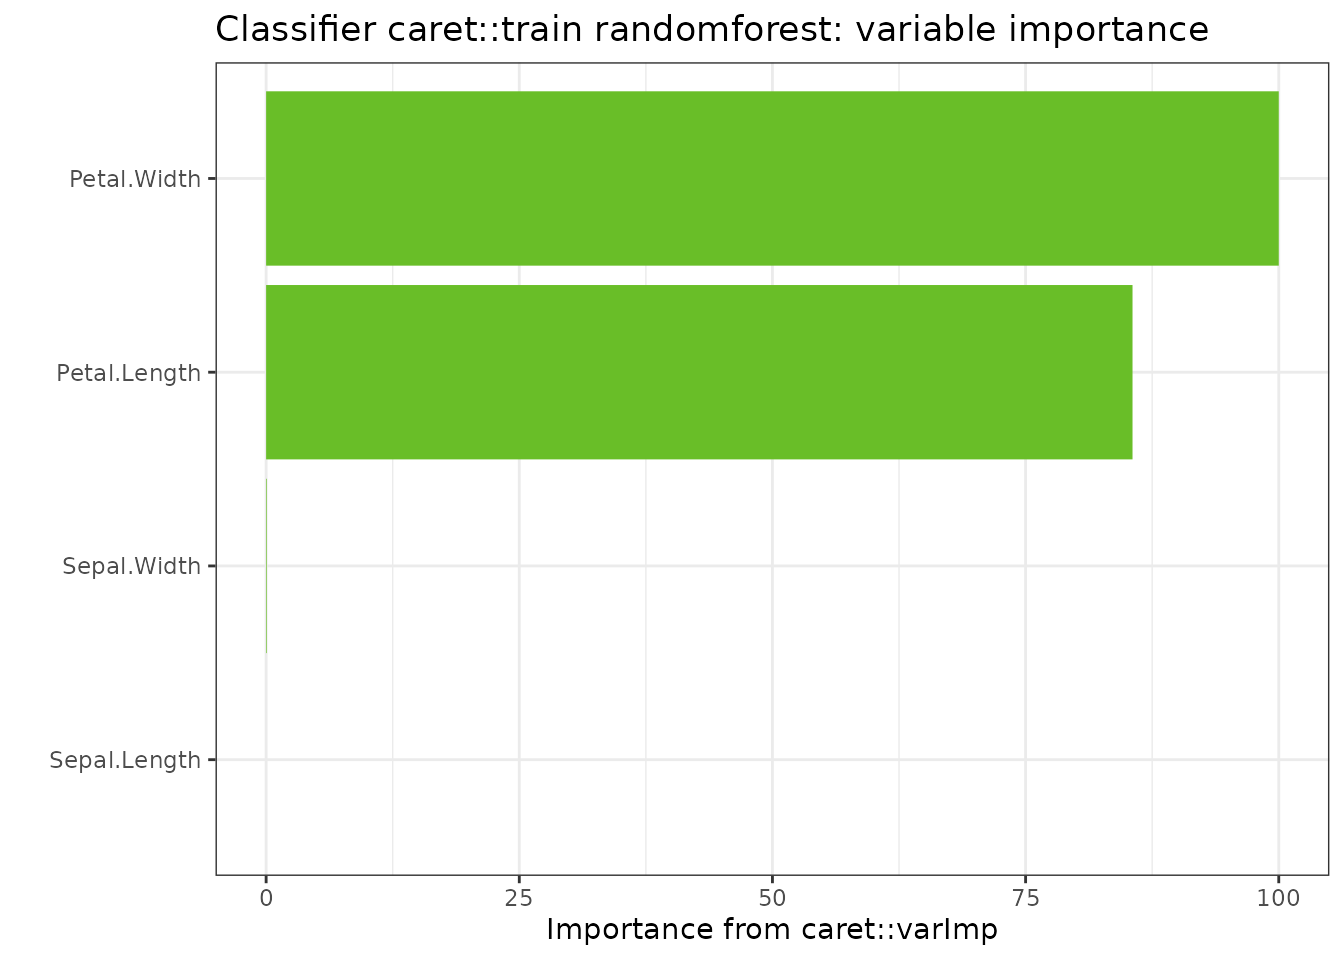 Classifier caret::train randomforest: variable importance
Petal.Width
Petal.Length
Sepal.Width
Sepal.Length
0 25 50 75 100
Importance from caret::varImp